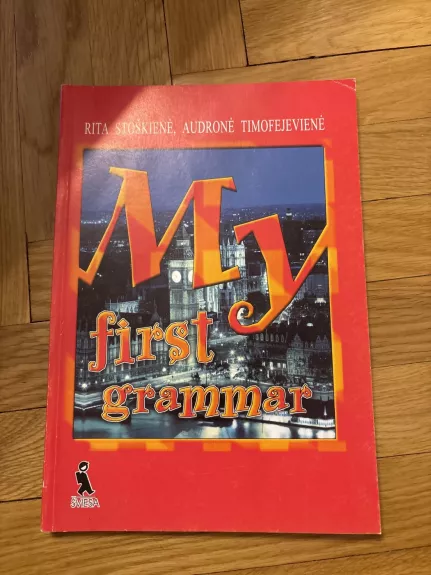 RITA STOŠKIENĖ, AUDRONĖ TIMOFEJEVIENĖ
My
first
grammar
ŠVIESA